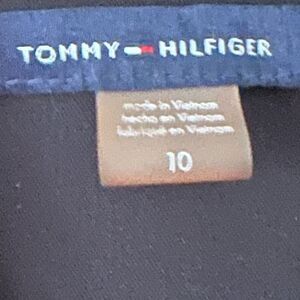 TOMMY HILFIGER
made in Vietnam
hecho en Vietnam
fabriqué en Vietnam
10